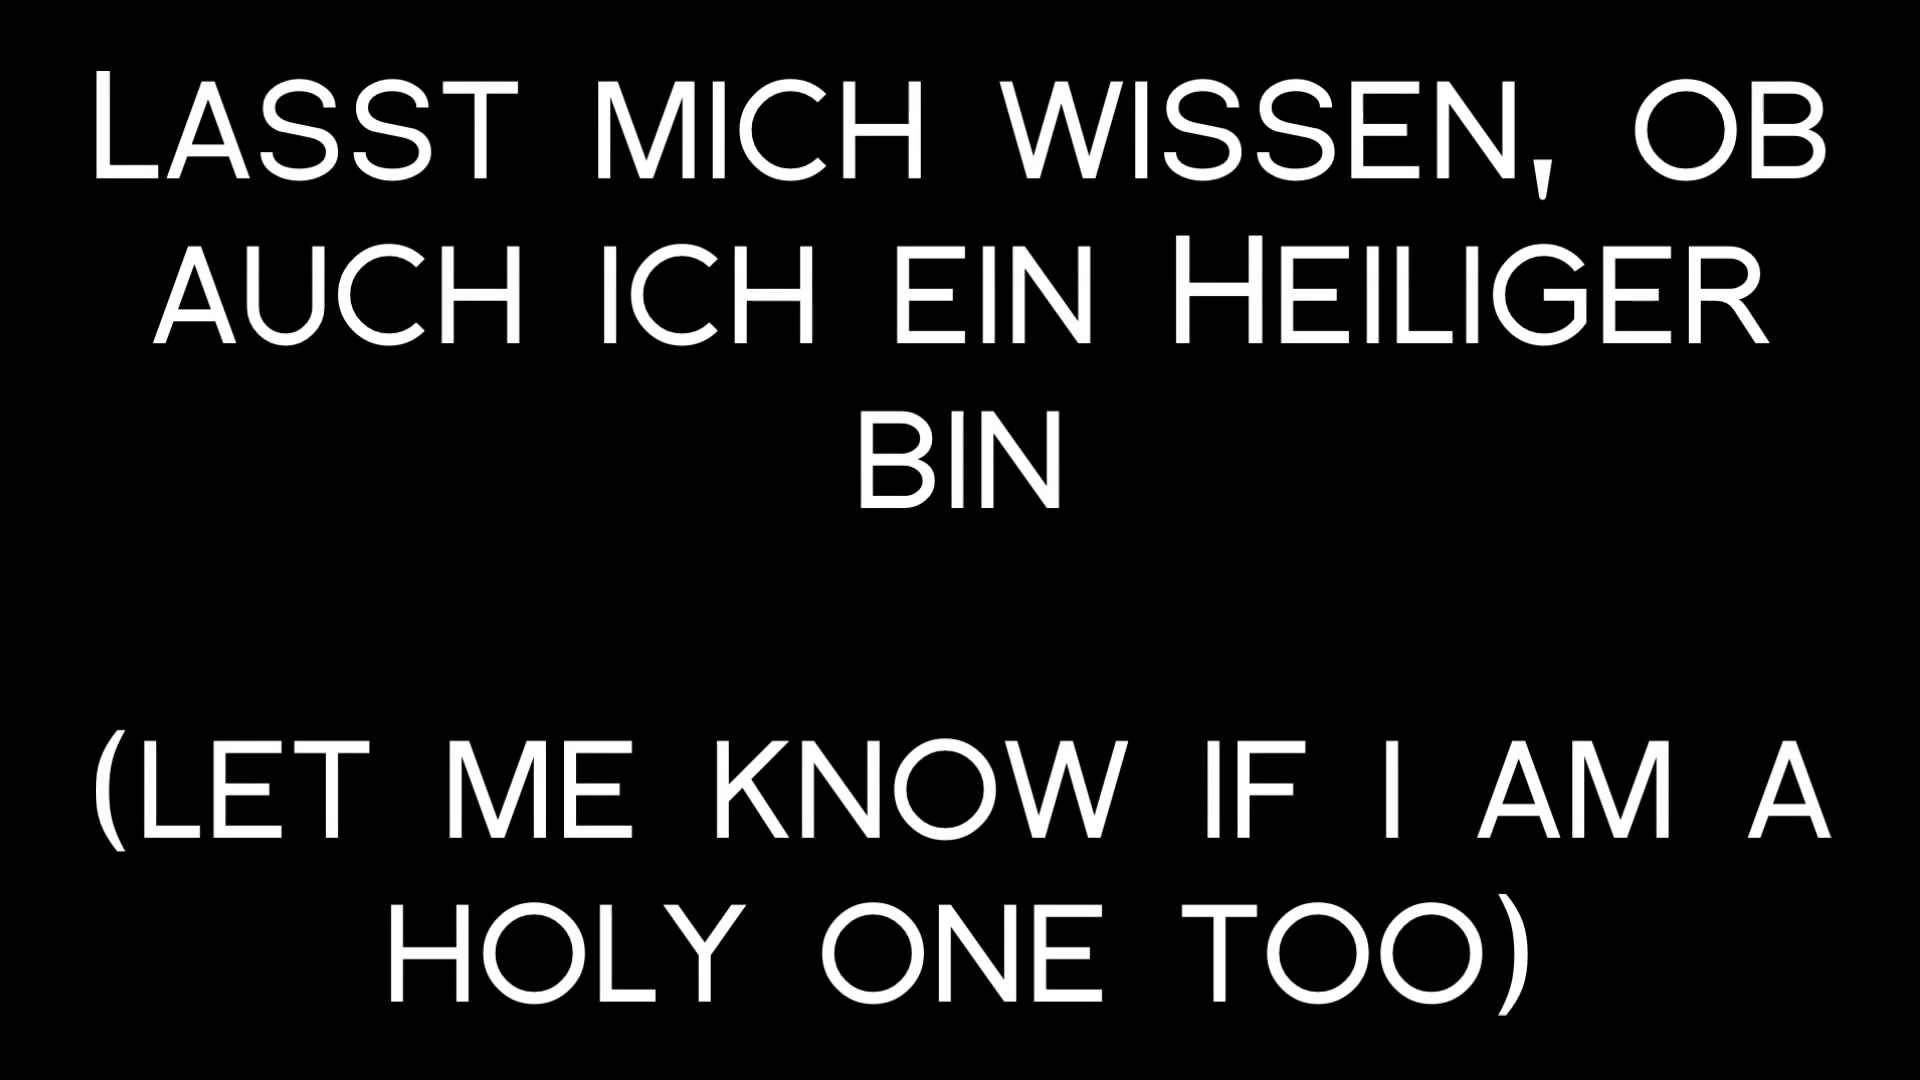 Lasst mich wissen, ob
auch ich ein Heiliger
bin
(let me know if i am a
holy one too)